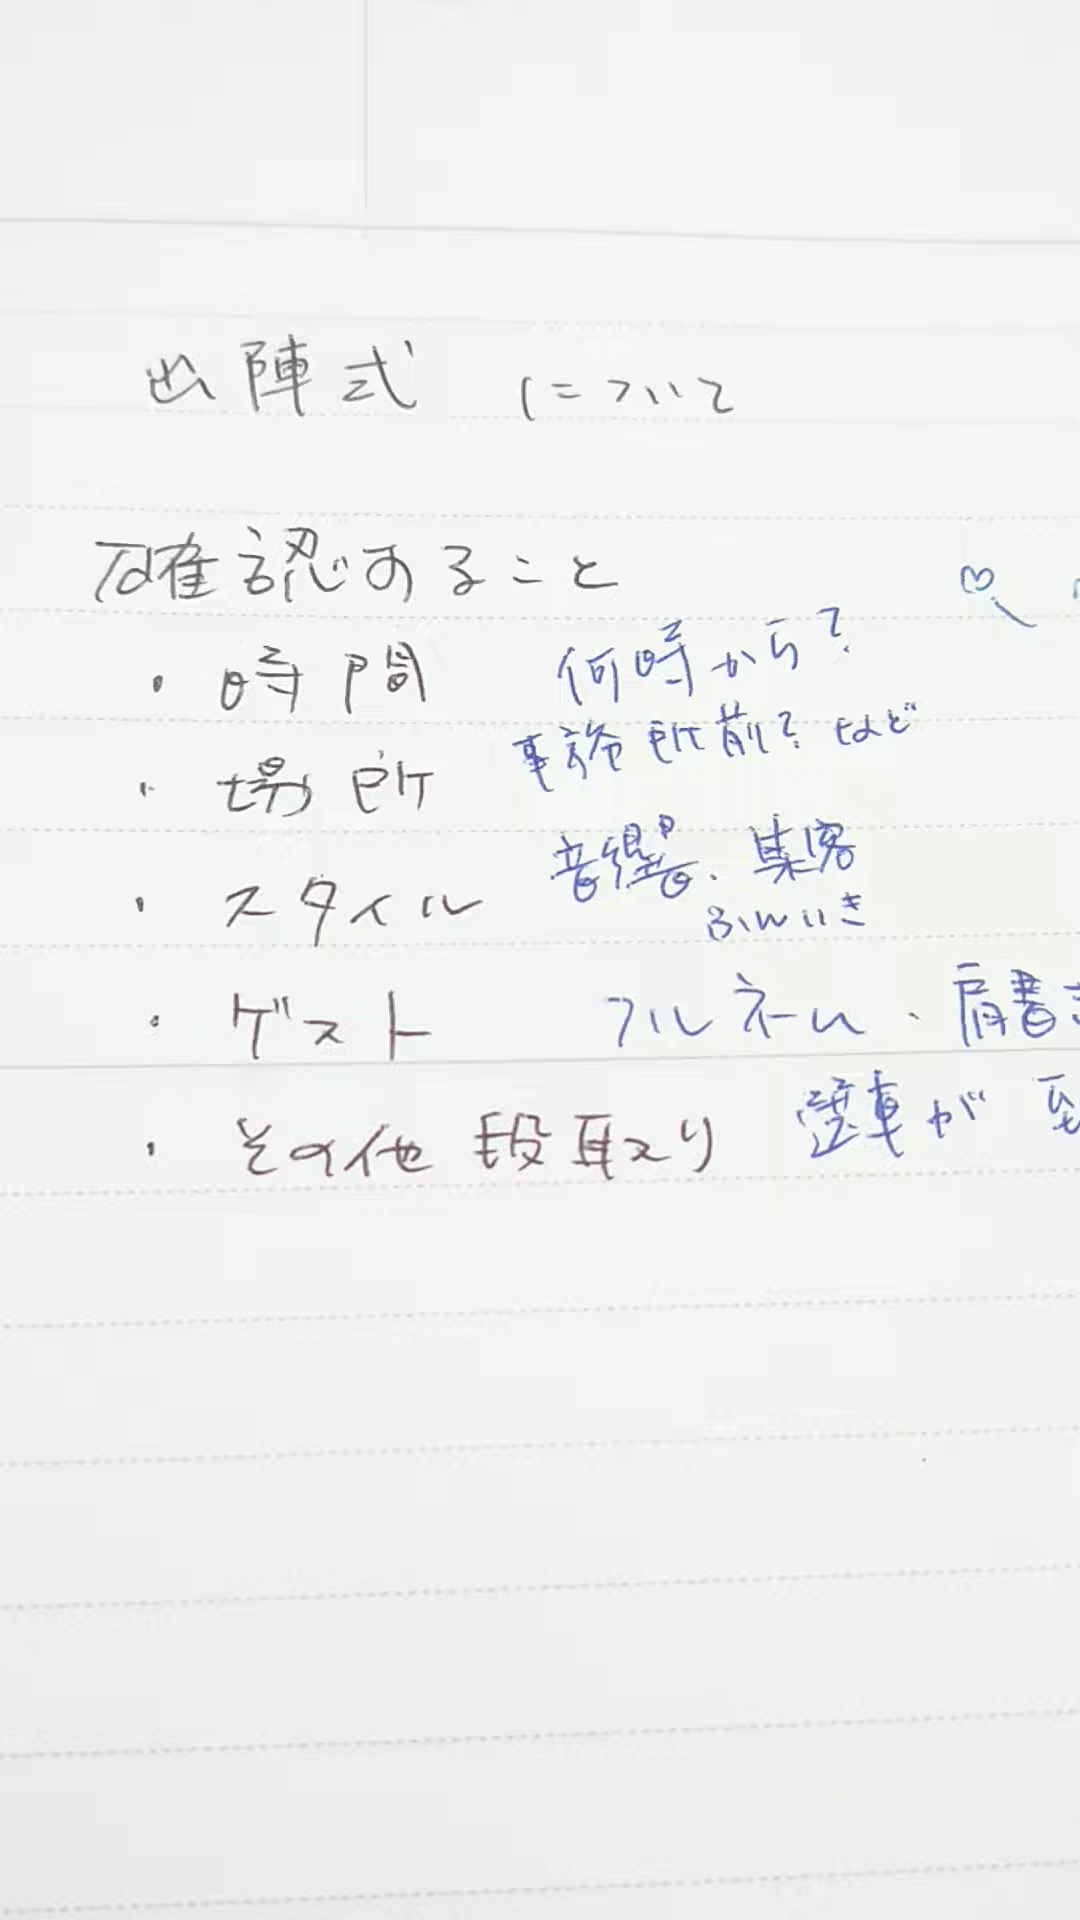 出陣式 について
確認すること
・時間 何時から?
・場所 事務所前? など
・スタイル 音響、集客
ふんいき
・ゲスト フルネーム、肩書き
・その他 段取り 選車が 到